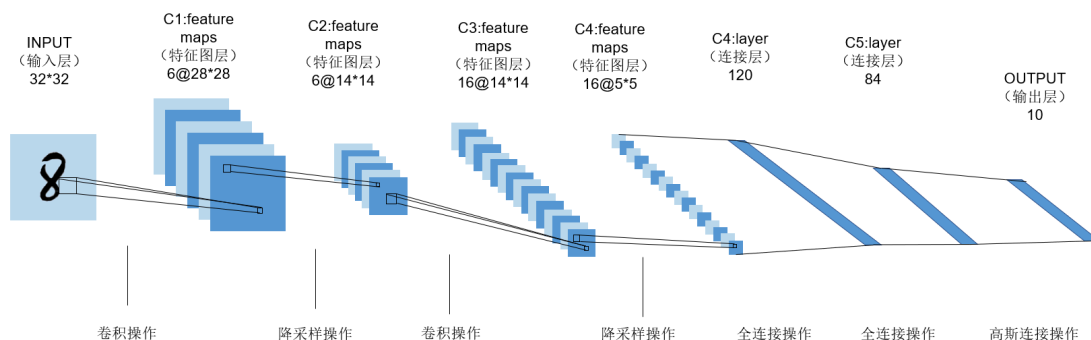 INPUT
（输入层）
32*32
C1:feature
maps
（特征图层）
6@28*28
C2:feature
maps
（特征图层）
6@14*14
C3:feature
maps
（特征图层）
16@14*14
C4:feature
maps
（特征图层）
16@5*5
C4:layer
（连接层）
120
C5:layer
（连接层）
84
OUTPUT
（输出层）
10
8
卷积操作
降采样操作
卷积操作
降采样操作
全连接操作
全连接操作
高斯连接操作